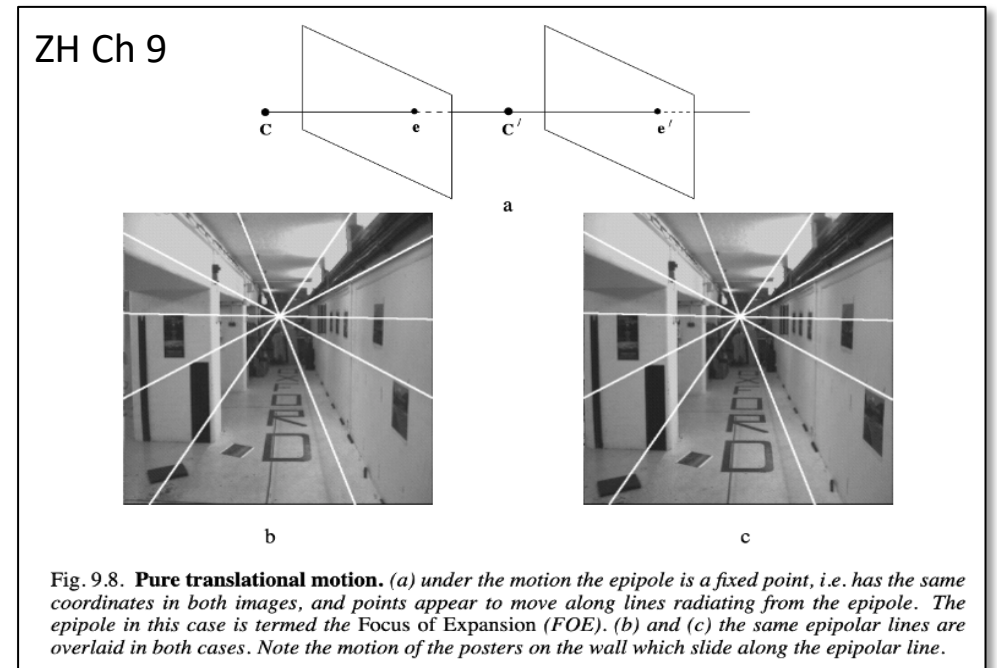 ZH Ch 9
C e C′ e′
a
OXFORD
OXFORD
b c
Fig. 9.8. Pure translational motion. (a) under the motion the epipole is a fixed point, i.e. has the same
coordinates in both images, and points appear to move along lines radiating from the epipole. The
epipole in this case is termed the Focus of Expansion (FOE). (b) and (c) the same epipolar lines are
overlaid in both cases. Note the motion of the posters on the wall which slide along the epipolar line.